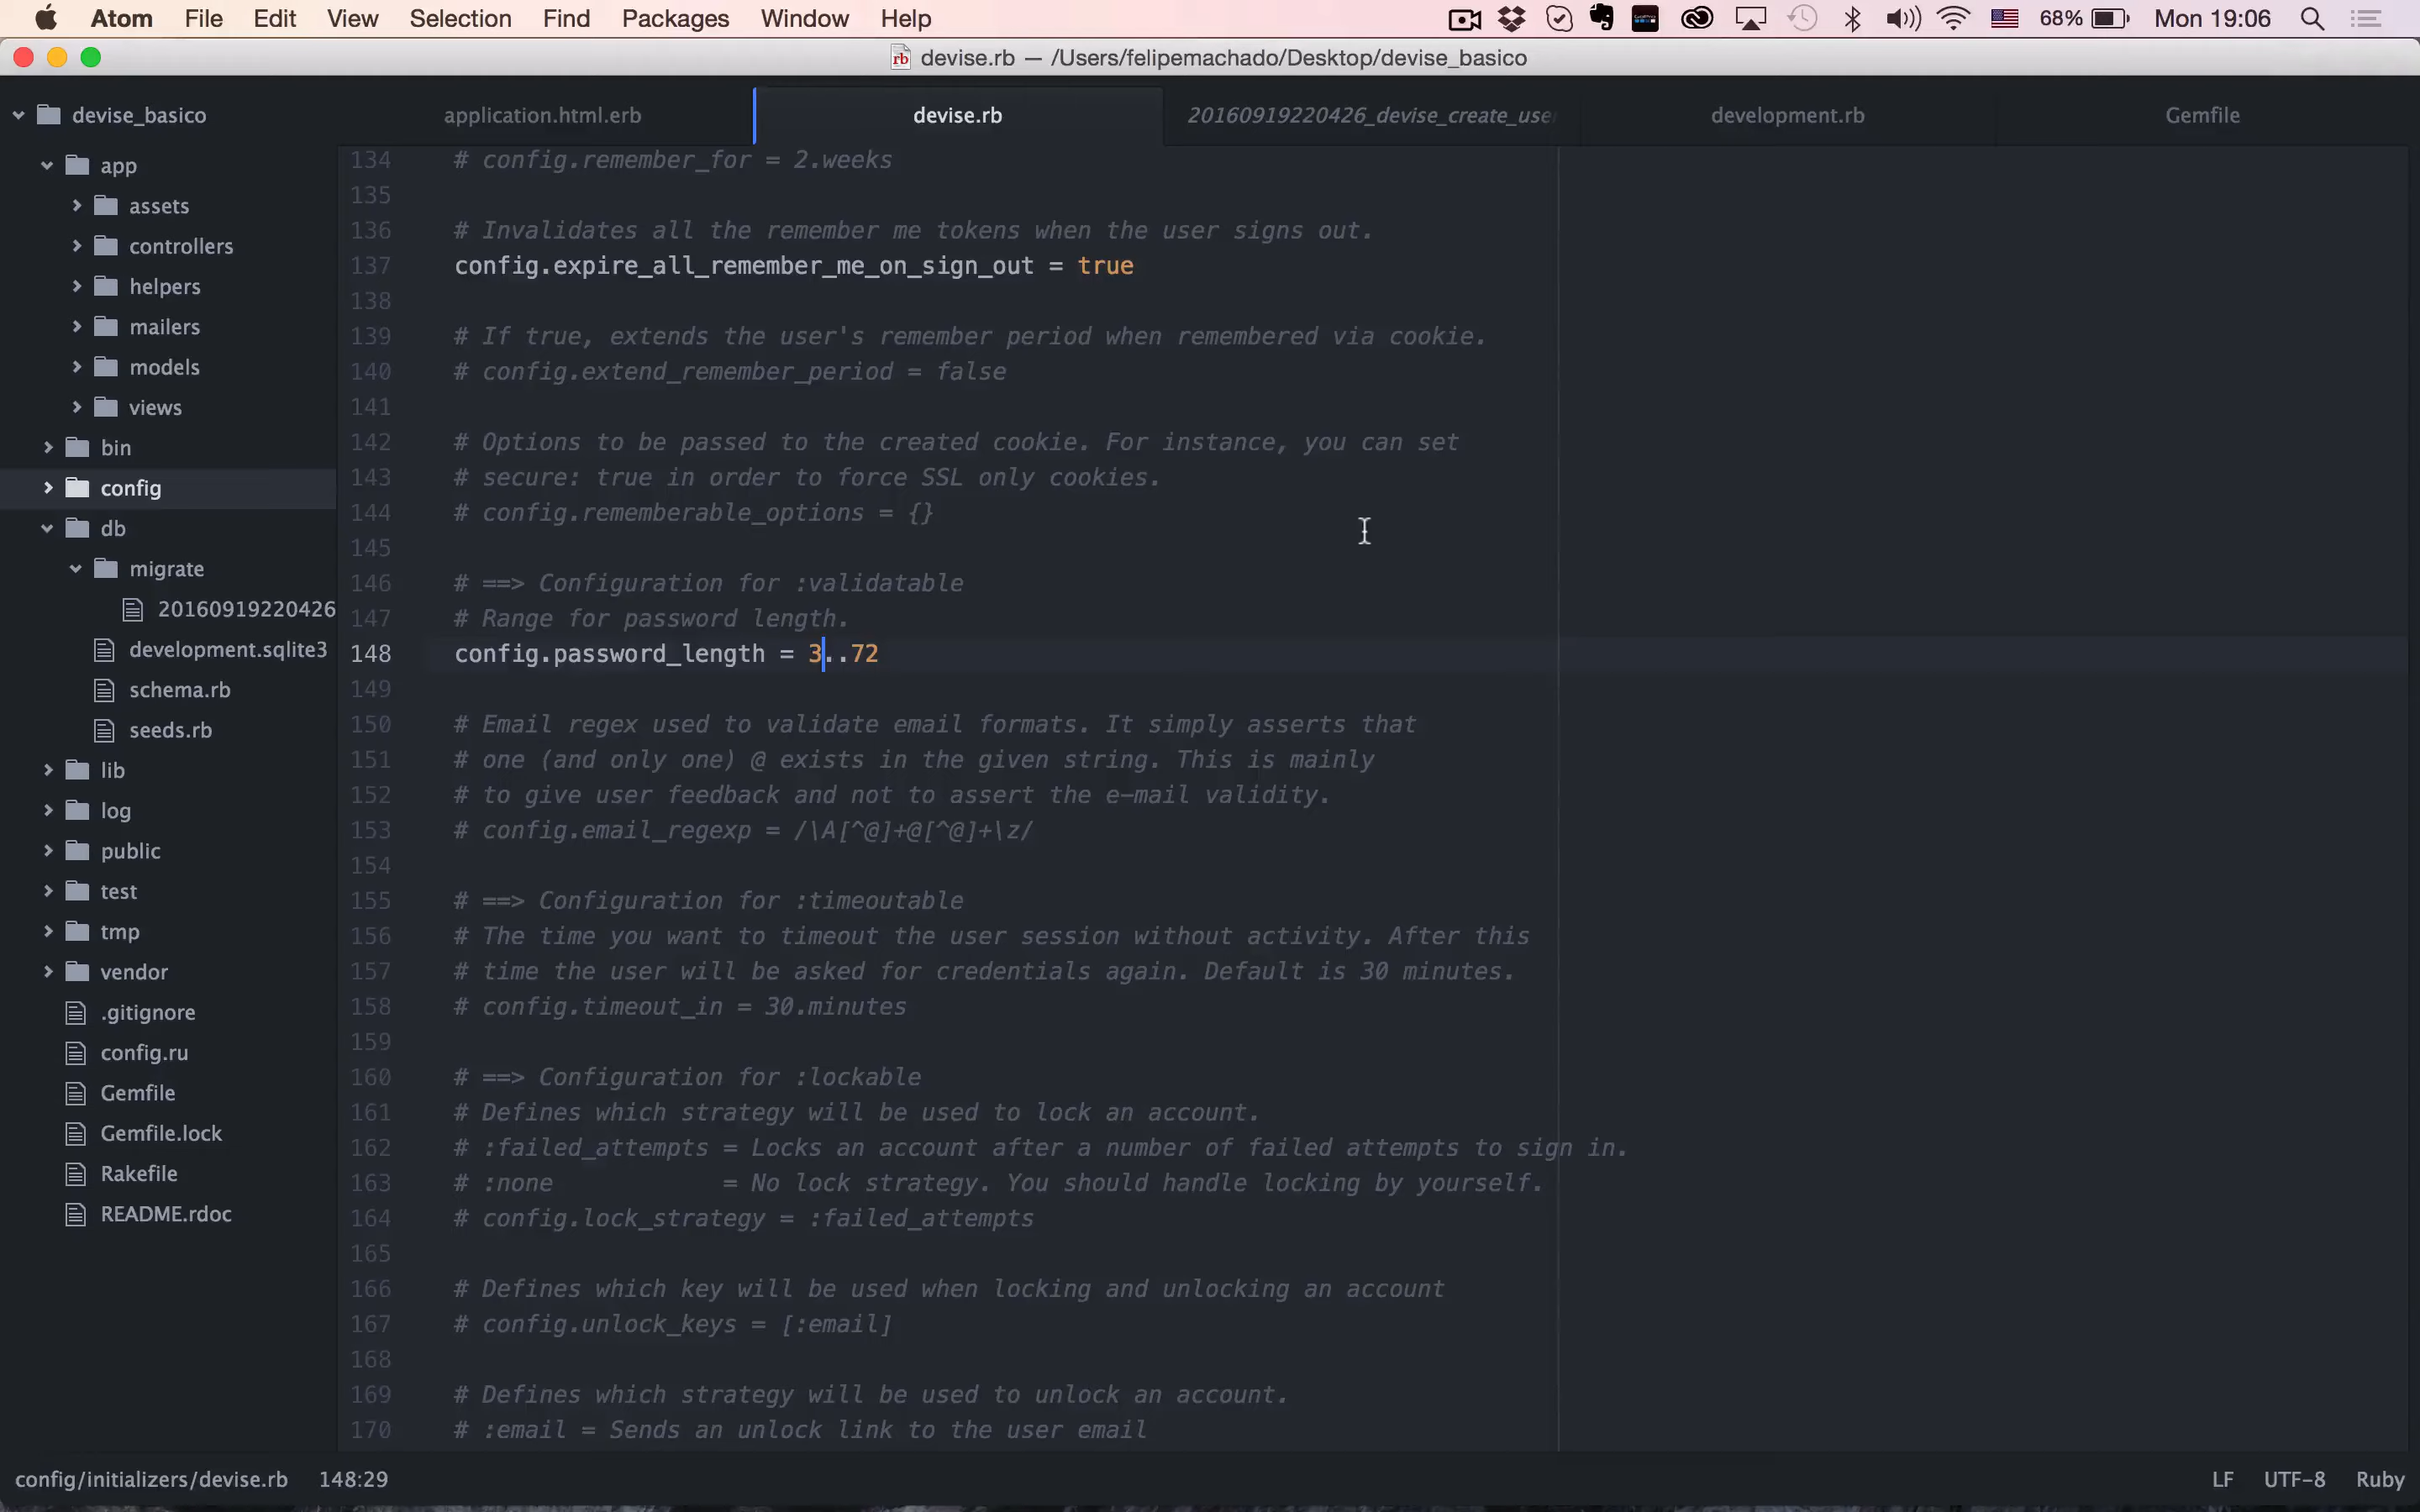 Atom File Edit View Selection Find Packages Window Help 68% Mon 19:06
devise.rb — /Users/felipemachado/Desktop/devise_basico
devise_basico
app
assets
controllers
helpers
mailers
models
views
bin
config
db
migrate
20160919220426
development.sqlite3
schema.rb
seeds.rb
lib
log
public
test
tmp
vendor
.gitignore
config.ru
Gemfile
Gemfile.lock
Rakefile
README.rdoc
application.html.erb devise.rb 20160919220426_devise_create_user development.rb Gemfile
134 # config.remember_for = 2.weeks
135
136 # Invalidates all the remember me tokens when the user signs out.
137 config.expire_all_remember_me_on_sign_out = true
138
139 # If true, extends the user's remember period when remembered via cookie.
140 # config.extend_remember_period = false
141
142 # Options to be passed to the created cookie. For instance, you can set
143 # secure: true in order to force SSL only cookies.
144 # config.rememberable_options = {}
145
146 # ==> Configuration for :validatable
147 # Range for password length.
148 config.password_length = 3..72
149
150 # Email regex used to validate email formats. It simply asserts that
151 # one (and only one) @ exists in the given string. This is mainly
152 # to give user feedback and not to assert the e-mail validity.
153 # config.email_regexp = /\A[^@]+@[^@]+\z/
154
155 # ==> Configuration for :timeoutable
156 # The time you want to timeout the user session without activity. After this
157 # time the user will be asked for credentials again. Default is 30 minutes.
158 # config.timeout_in = 30.minutes
159
160 # ==> Configuration for :lockable
161 # Defines which strategy will be used to lock an account.
162 # :failed_attempts = Locks an account after a number of failed attempts to sign in.
163 # :none            = No lock strategy. You should handle locking by yourself.
164 # config.lock_strategy = :failed_attempts
165
166 # Defines which key will be used when locking and unlocking an account
167 # config.unlock_keys = [:email]
168
169 # Defines which strategy will be used to unlock an account.
170 # :email = Sends an unlock link to the user email
config/initializers/devise.rb 148:29 LF UTF-8 Ruby